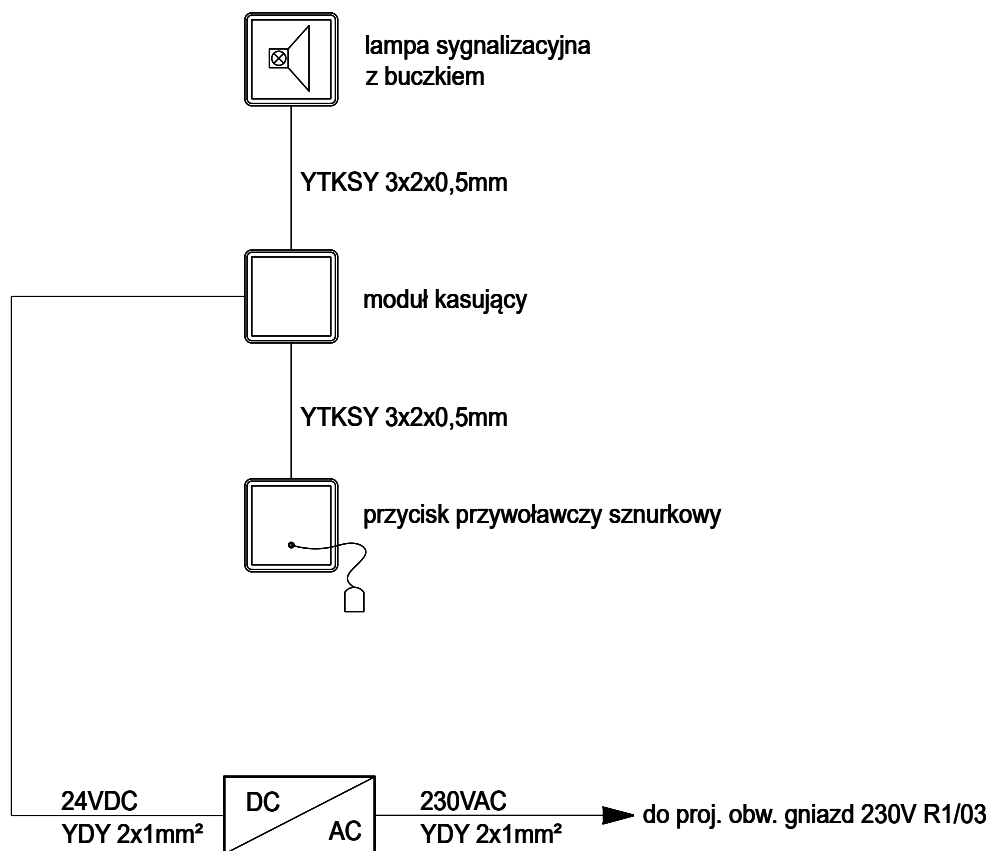 lampa sygnalizacyjna
z buczkiem
YTKSY 3x2x0,5mm
moduł kasujący
YTKSY 3x2x0,5mm
przycisk przywoławczy sznurkowy
24VDC
YDY 2x1mm²
DC
AC
230VAC
YDY 2x1mm²
do proj. obw. gniazd 230V R1/03